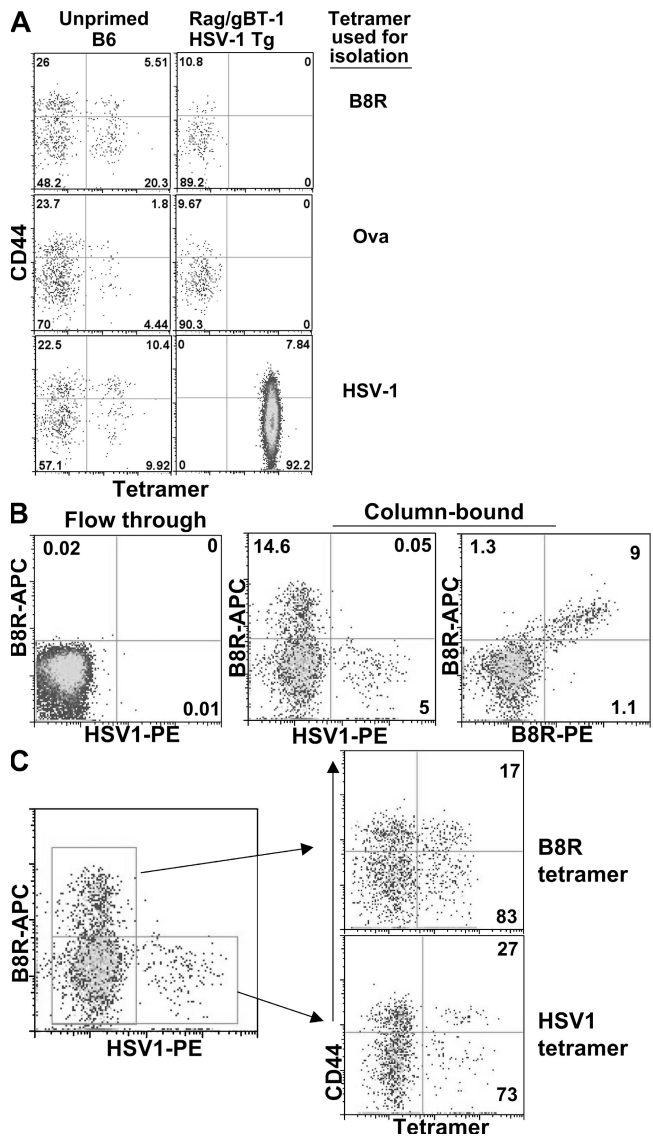 A
Unprimed B6
Rag/gBT-1 HSV-1 Tg
Tetramer used for isolation
26 5.51
10.8 0
B8R
48.2 20.3
89.2 0
23.7 1.8
9.67 0
Ova
CD44
70 4.44
90.3 0
22.5 10.4
0 7.84
HSV-1
57.1 9.92
0 92.2
Tetramer
B
Flow through
Column-bound
0.02 0
14.6 0.05
1.3 9
B8R-APC
B8R-APC
B8R-APC
0.01
5
1.1
HSV1-PE
HSV1-PE
B8R-PE
C
17
B8R tetramer
83
B8R-APC
HSV1-PE
27
HSV1 tetramer
CD44
73
Tetramer